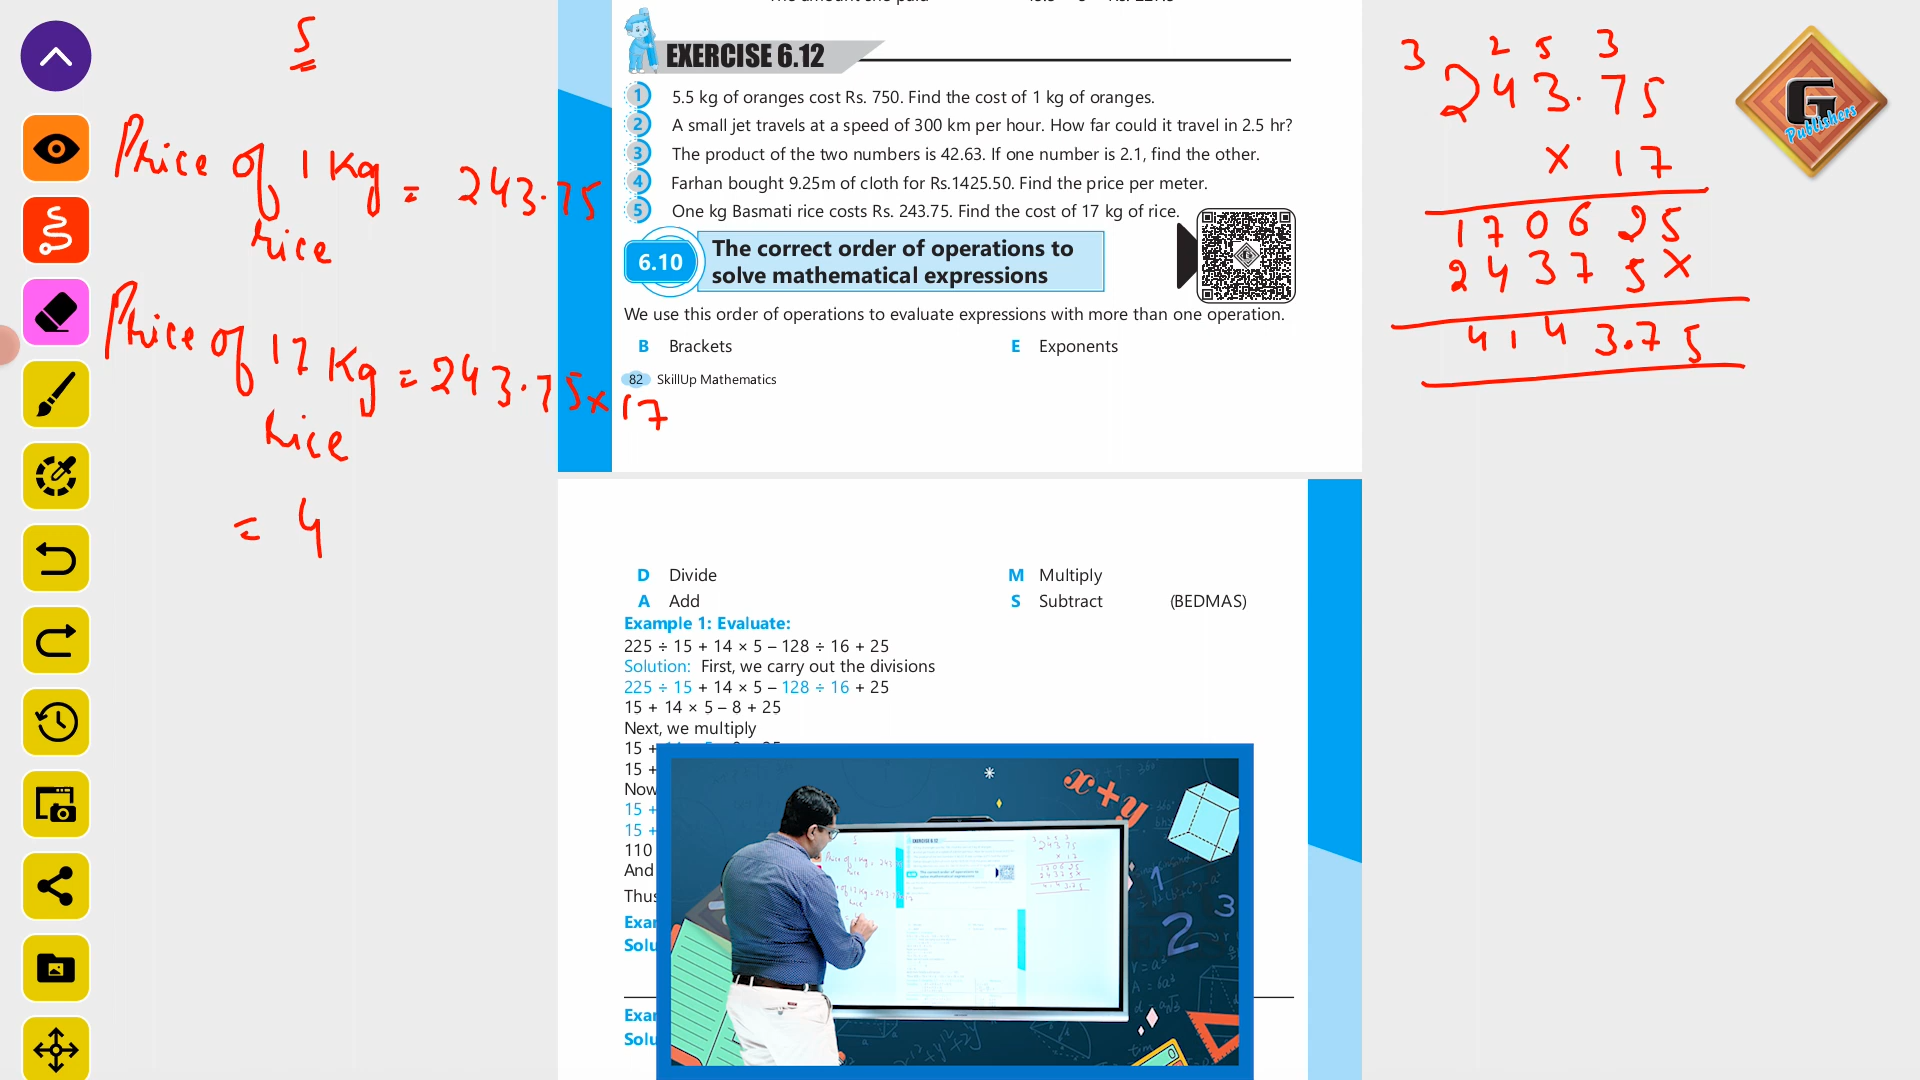 5
Price of 1 Kg = 243.75
rice
Price of 17 Kg = 243.75 x 17
rice
= 4
EXERCISE 6.12
1 5.5 kg of oranges cost Rs. 750. Find the cost of 1 kg of oranges.
2 A small jet travels at a speed of 300 km per hour. How far could it travel in 2.5 hr?
3 The product of the two numbers is 42.63. If one number is 2.1, find the other.
4 Farhan bought 9.25m of cloth for Rs.1425.50. Find the price per meter.
5 One kg Basmati rice costs Rs. 243.75. Find the cost of 17 kg of rice.
6.10 The correct order of operations to
solve mathematical expressions
We use this order of operations to evaluate expressions with more than one operation.
B Brackets E Exponents
82 SkillUp Mathematics
D Divide M Multiply
A Add S Subtract (BEDMAS)
Example 1: Evaluate:
225 ÷ 15 + 14 × 5 – 128 ÷ 16 + 25
Solution: First, we carry out the divisions
225 ÷ 15 + 14 × 5 – 128 ÷ 16 + 25
15 + 14 × 5 – 8 + 25
Next, we multiply
15 +
15 +
Now
15 +
15 +
110
And
Thus
Exar
Solu
Exar
Solu
3 2 5 3
243.75
x 17
170625
24375x
4143.75
G
Publishers
x+y
1
2
3